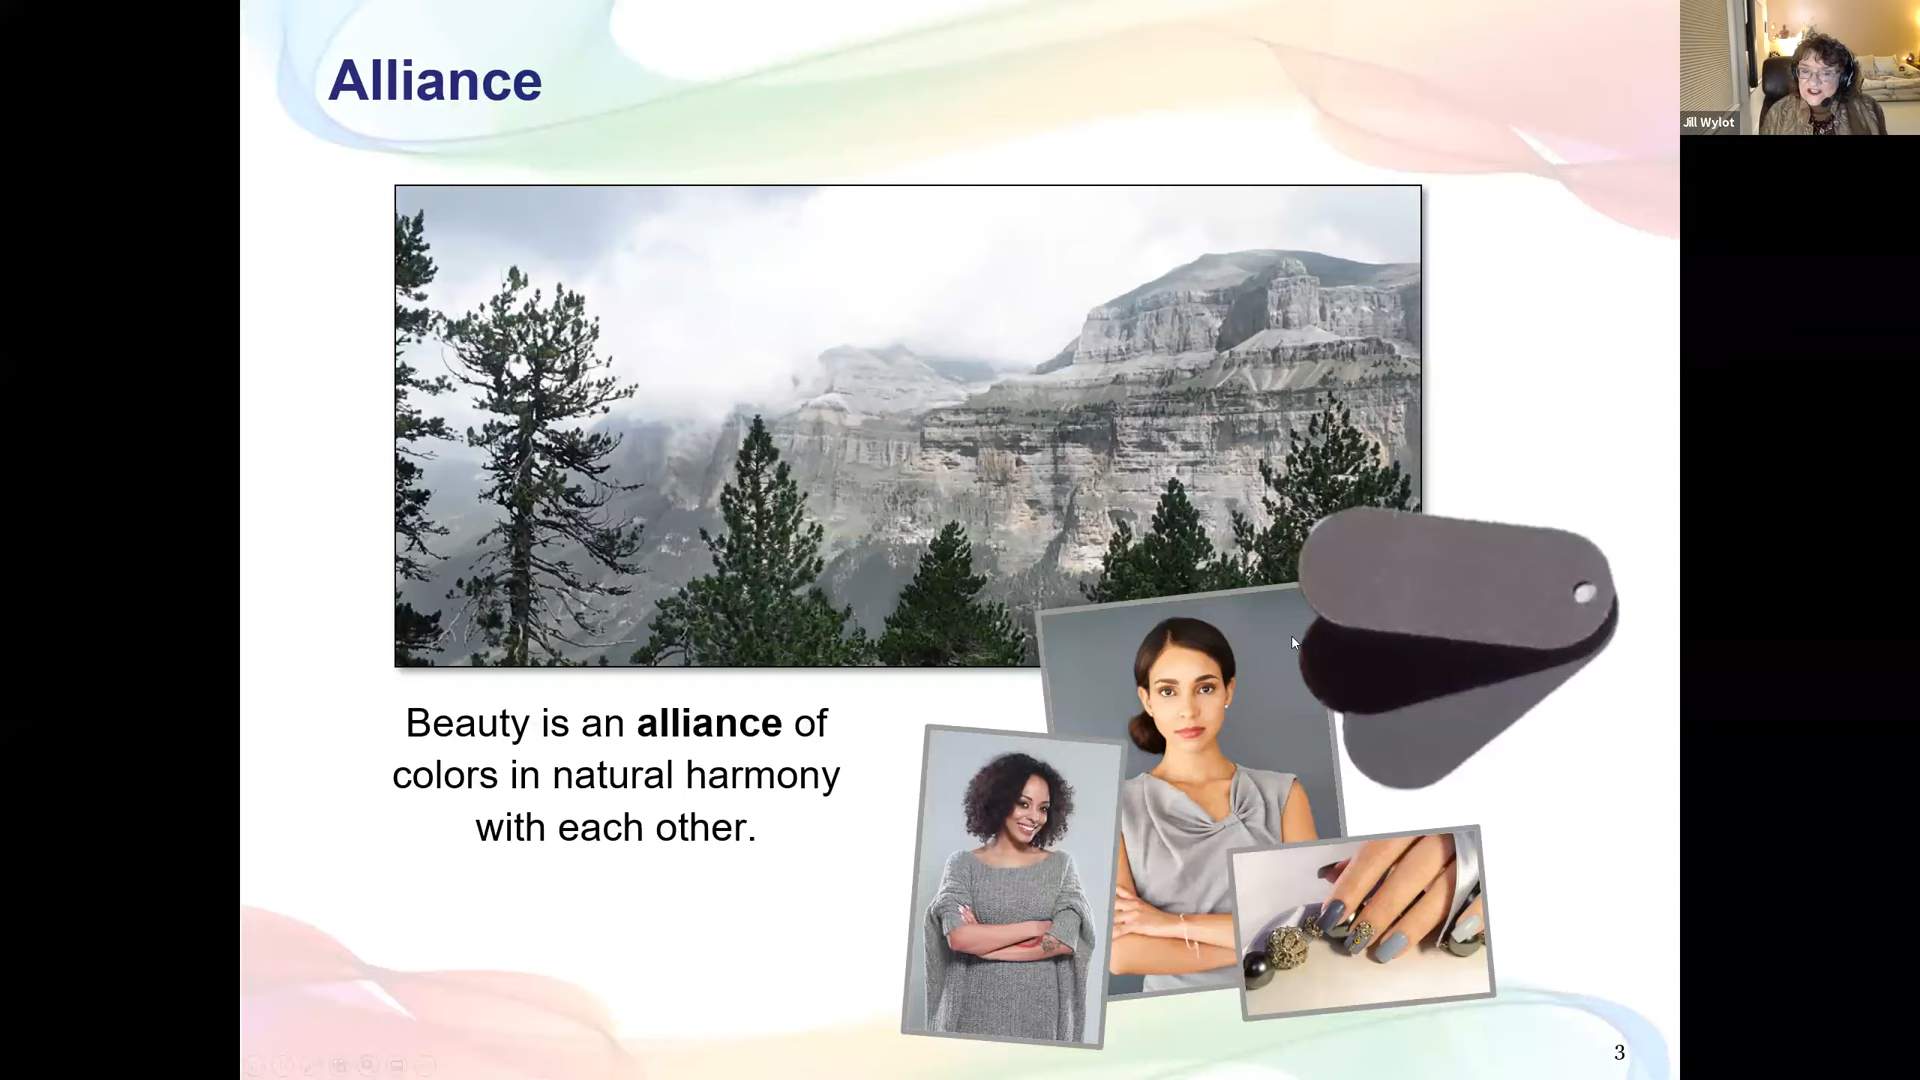 Alliance
Jill Wylot
Beauty is an alliance of
colors in natural harmony
with each other.
3